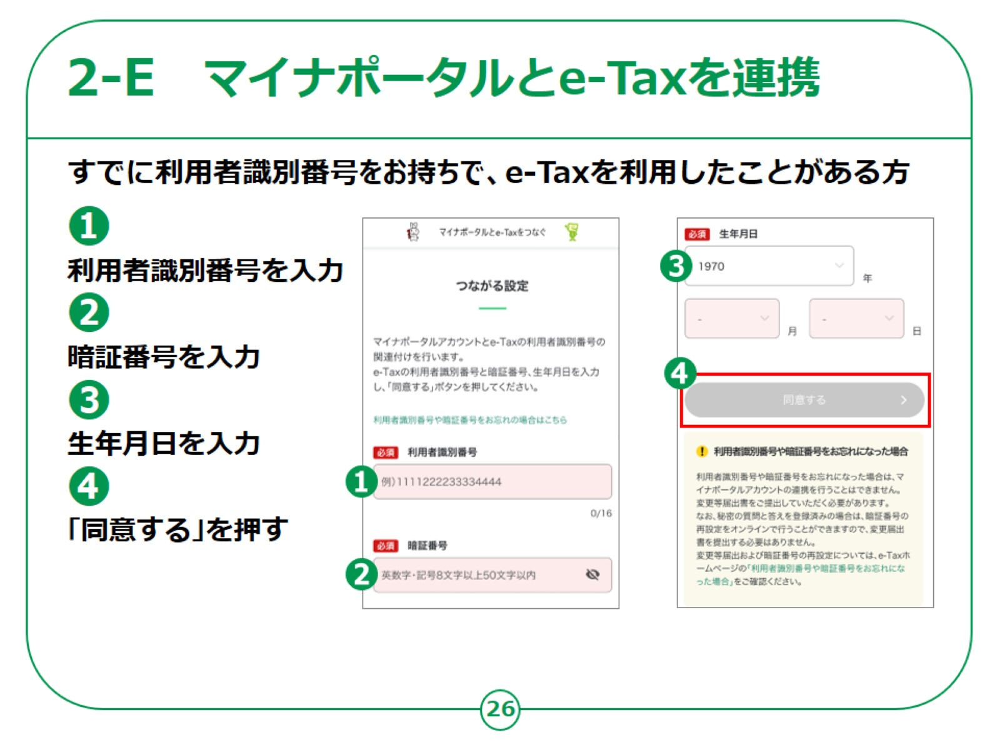 2-E　マイナポータルとe-Taxを連携
すでに利用者識別番号をお持ちで、e-Taxを利用したことがある方
1
利用者識別番号を入力
2
暗証番号を入力
3
生年月日を入力
4
「同意する」を押す
マイナポータルとe-Taxをつなぐ
つながる設定
マイナポータルアカウントとe-Taxの利用者識別番号の
関連付けを行います。
e-Taxの利用者識別番号と暗証番号、生年月日を入力
し、「同意する」ボタンを押してください。
利用者識別番号や暗証番号をお忘れの場合はこちら
必須 利用者識別番号
1 例）1111222233334444
0/16
必須 暗証番号
2 英数字・記号8文字以上50文字以内
必須 生年月日
3 1970 年
- 月 - 日
4
同意する
! 利用者識別番号や暗証番号をお忘れになった場合
利用者識別番号や暗証番号をお忘れになった場合は、マ
イナポータルアカウントの連携を行うことはできません。
変更等届出書をご提出していただく必要があります。
なお、秘密の質問と答えを登録済みの場合は、暗証番号の
再設定をオンラインで行うことができますので、変更届出
書を提出する必要はありません。
変更等届出および暗証番号の再設定については、e-Taxホ
ームページの「利用者識別番号や暗証番号をお忘れにな
った場合」をご確認ください。
26